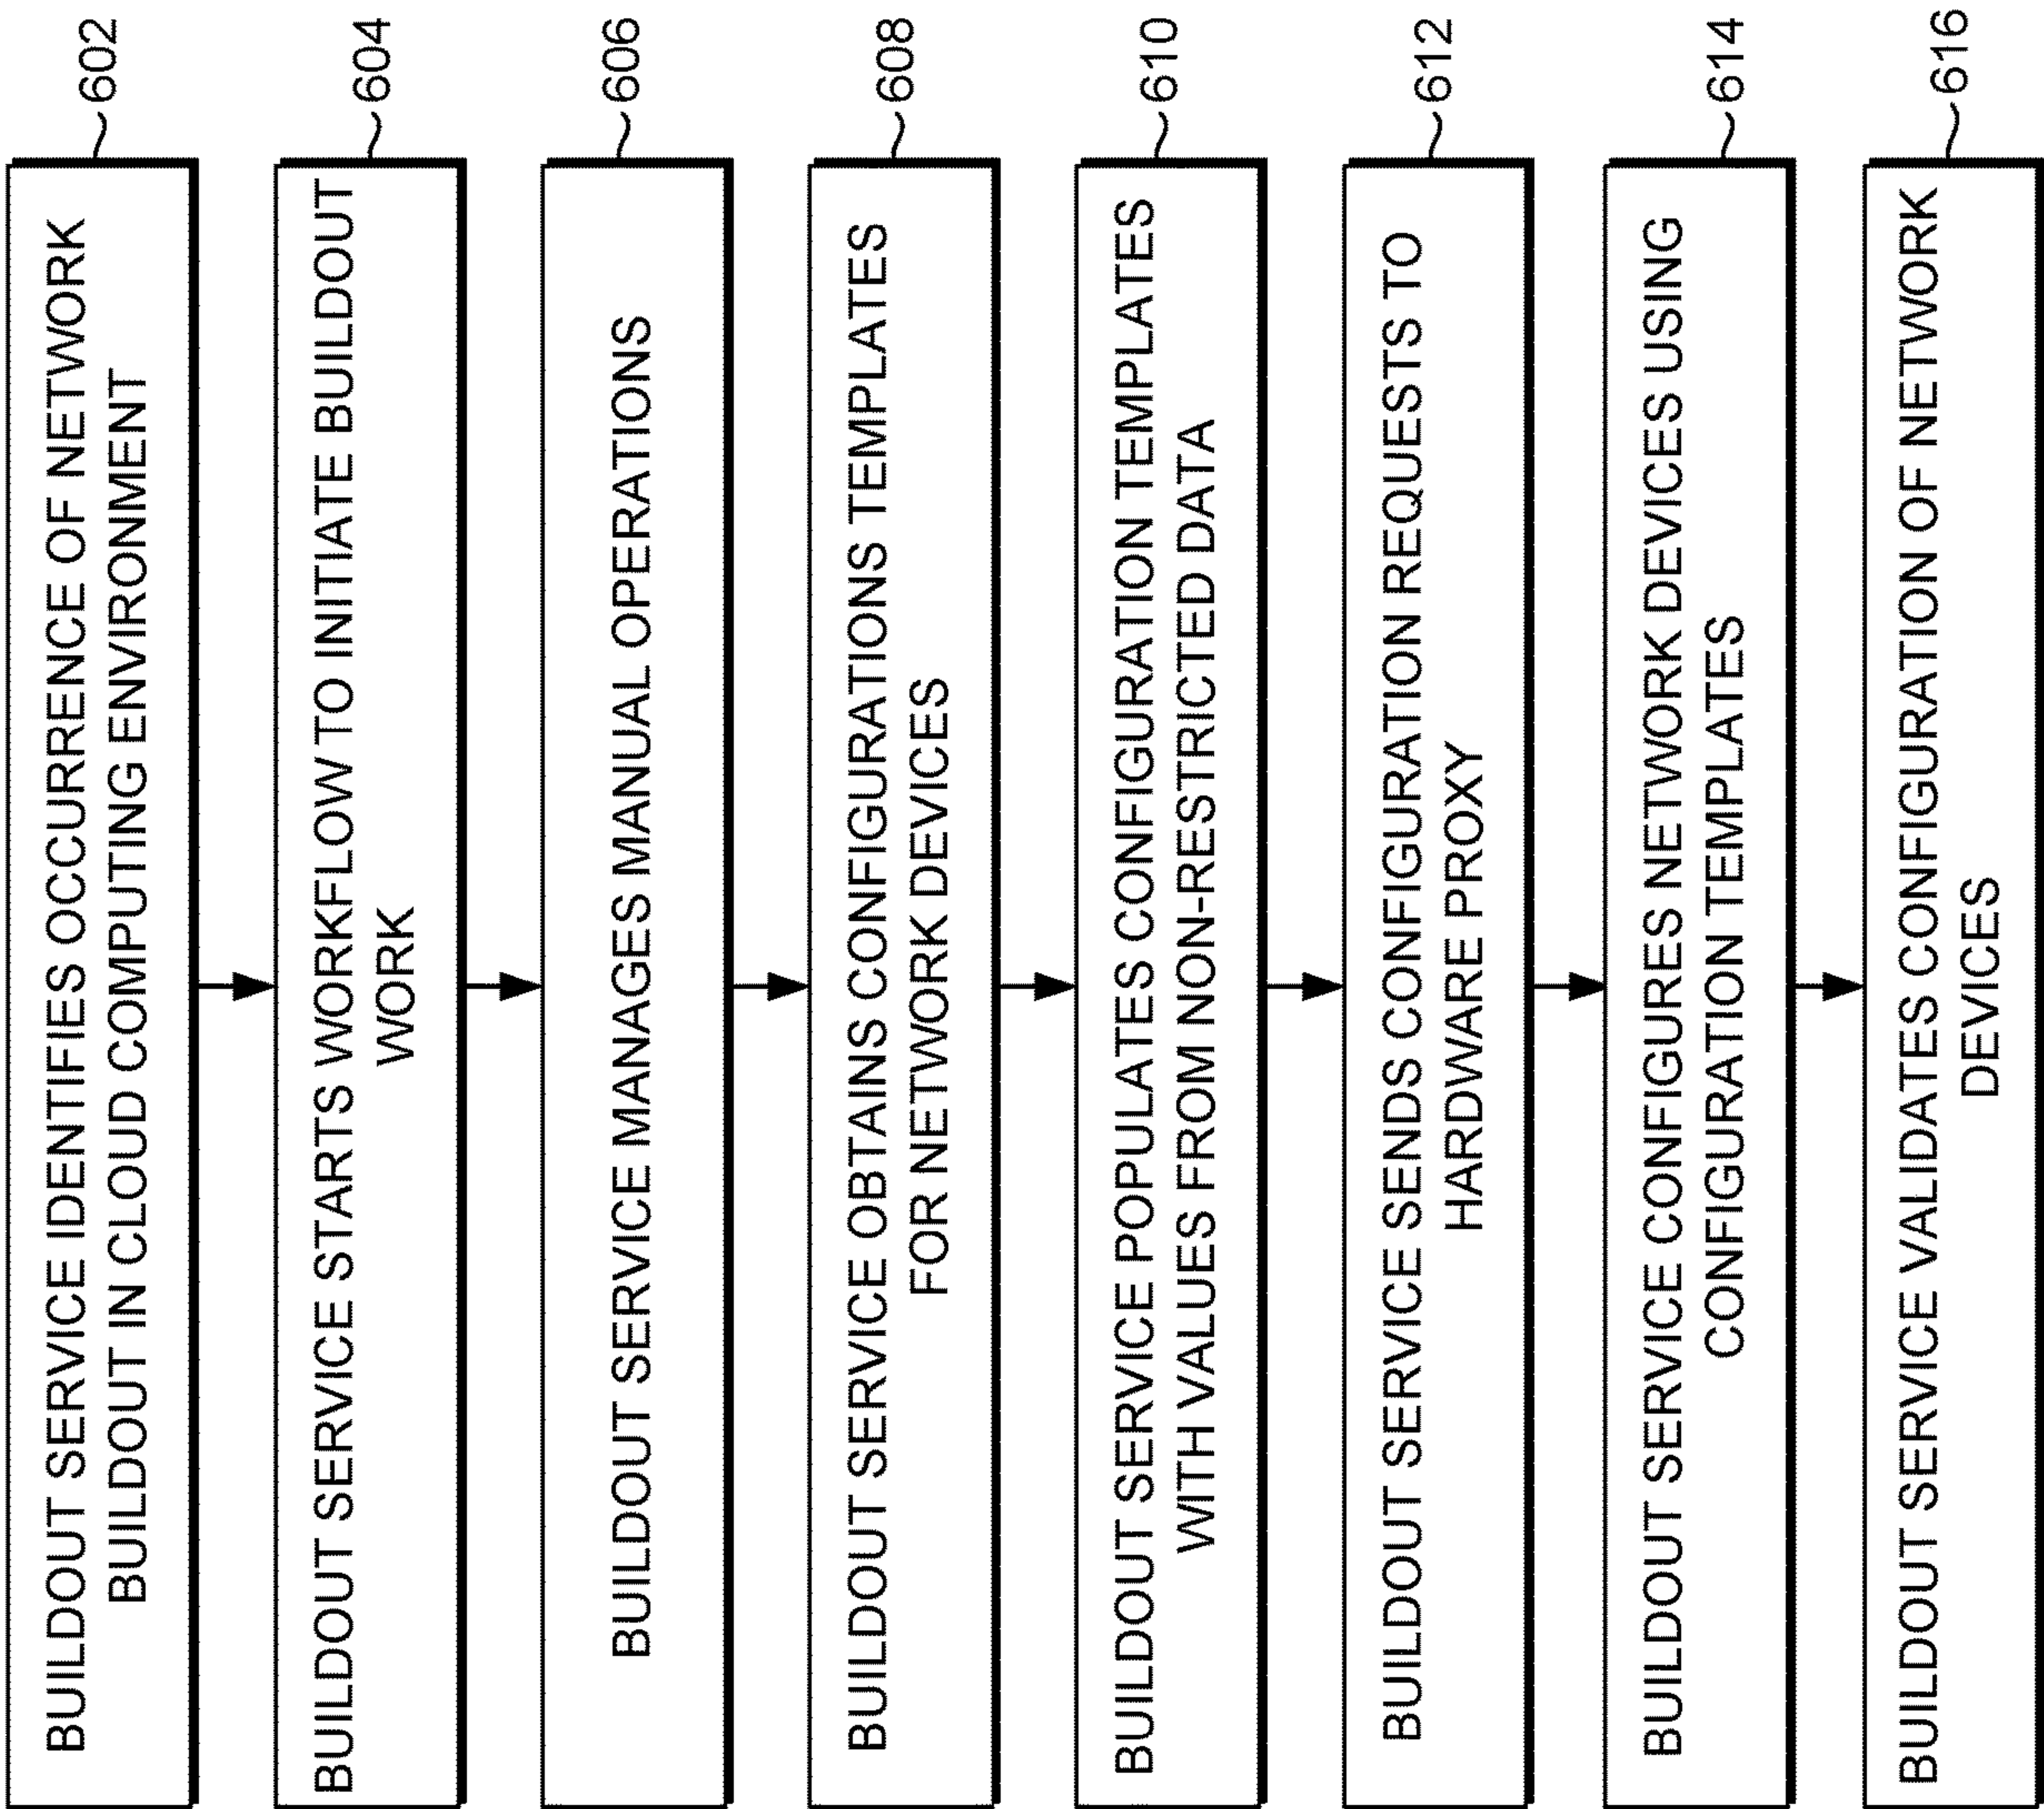 BUILDOUT SERVICE IDENTIFIES OCCURRENCE OF NETWORK
BUILDOUT IN CLOUD COMPUTING ENVIRONMENT
602
BUILDOUT SERVICE STARTS WORKFLOW TO INITIATE BUILDOUT
WORK
604
BUILDOUT SERVICE MANAGES MANUAL OPERATIONS
606
BUILDOUT SERVICE OBTAINS CONFIGURATIONS TEMPLATES
FOR NETWORK DEVICES
608
BUILDOUT SERVICE POPULATES CONFIGURATION TEMPLATES
WITH VALUES FROM NON-RESTRICTED DATA
610
BUILDOUT SERVICE SENDS CONFIGURATION REQUESTS TO
HARDWARE PROXY
612
BUILDOUT SERVICE CONFIGURES NETWORK DEVICES USING
CONFIGURATION TEMPLATES
614
BUILDOUT SERVICE VALIDATES CONFIGURATION OF NETWORK
DEVICES
616